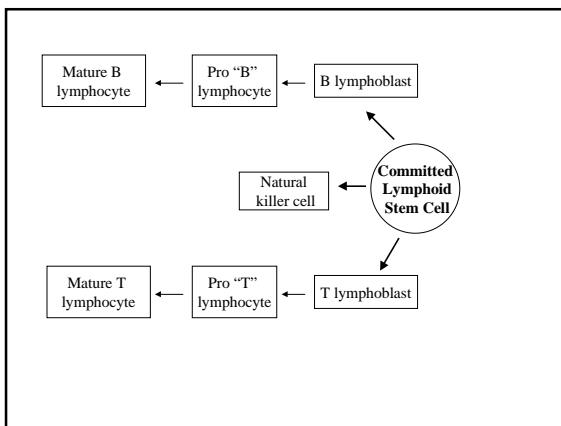 Mature B
lymphocyte
Pro “B”
lymphocyte
B lymphoblast
Natural
killer cell
Committed
Lymphoid
Stem Cell
Mature T
lymphocyte
Pro “T”
lymphocyte
T lymphoblast